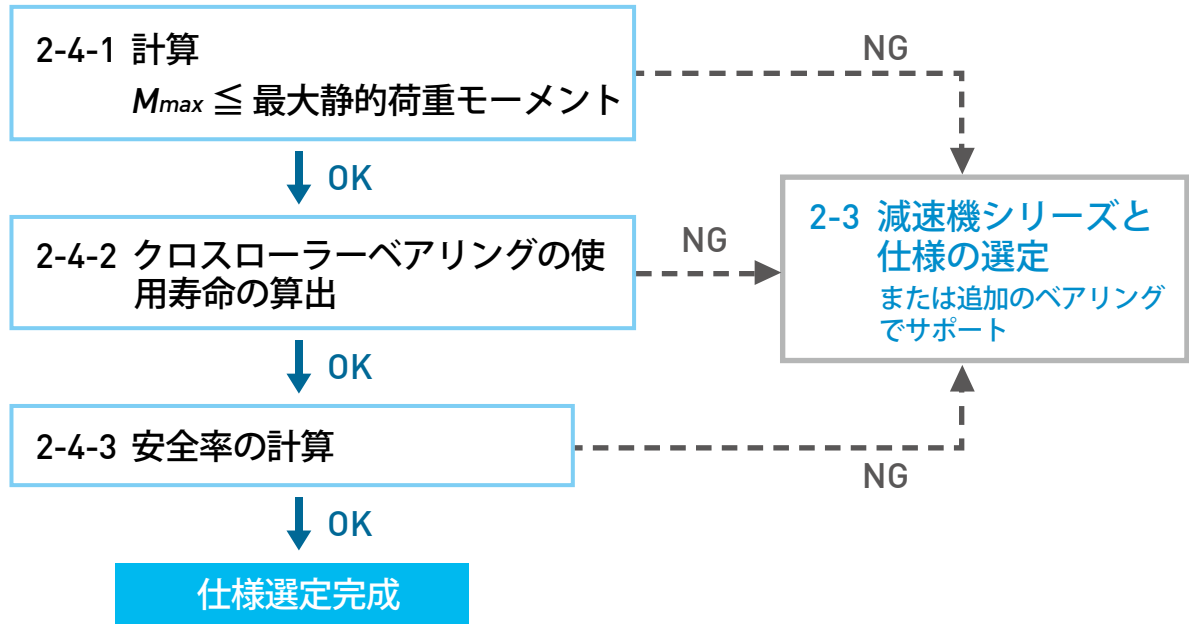 2-4-1 計算
Mmax ≦ 最大静的荷重モーメント
NG
OK
2-4-2 クロスローラーベアリングの使
用寿命の算出
NG
2-3 減速機シリーズと
仕様の選定
または追加のベアリング
でサポート
OK
2-4-3 安全率の計算
NG
OK
仕様選定完成